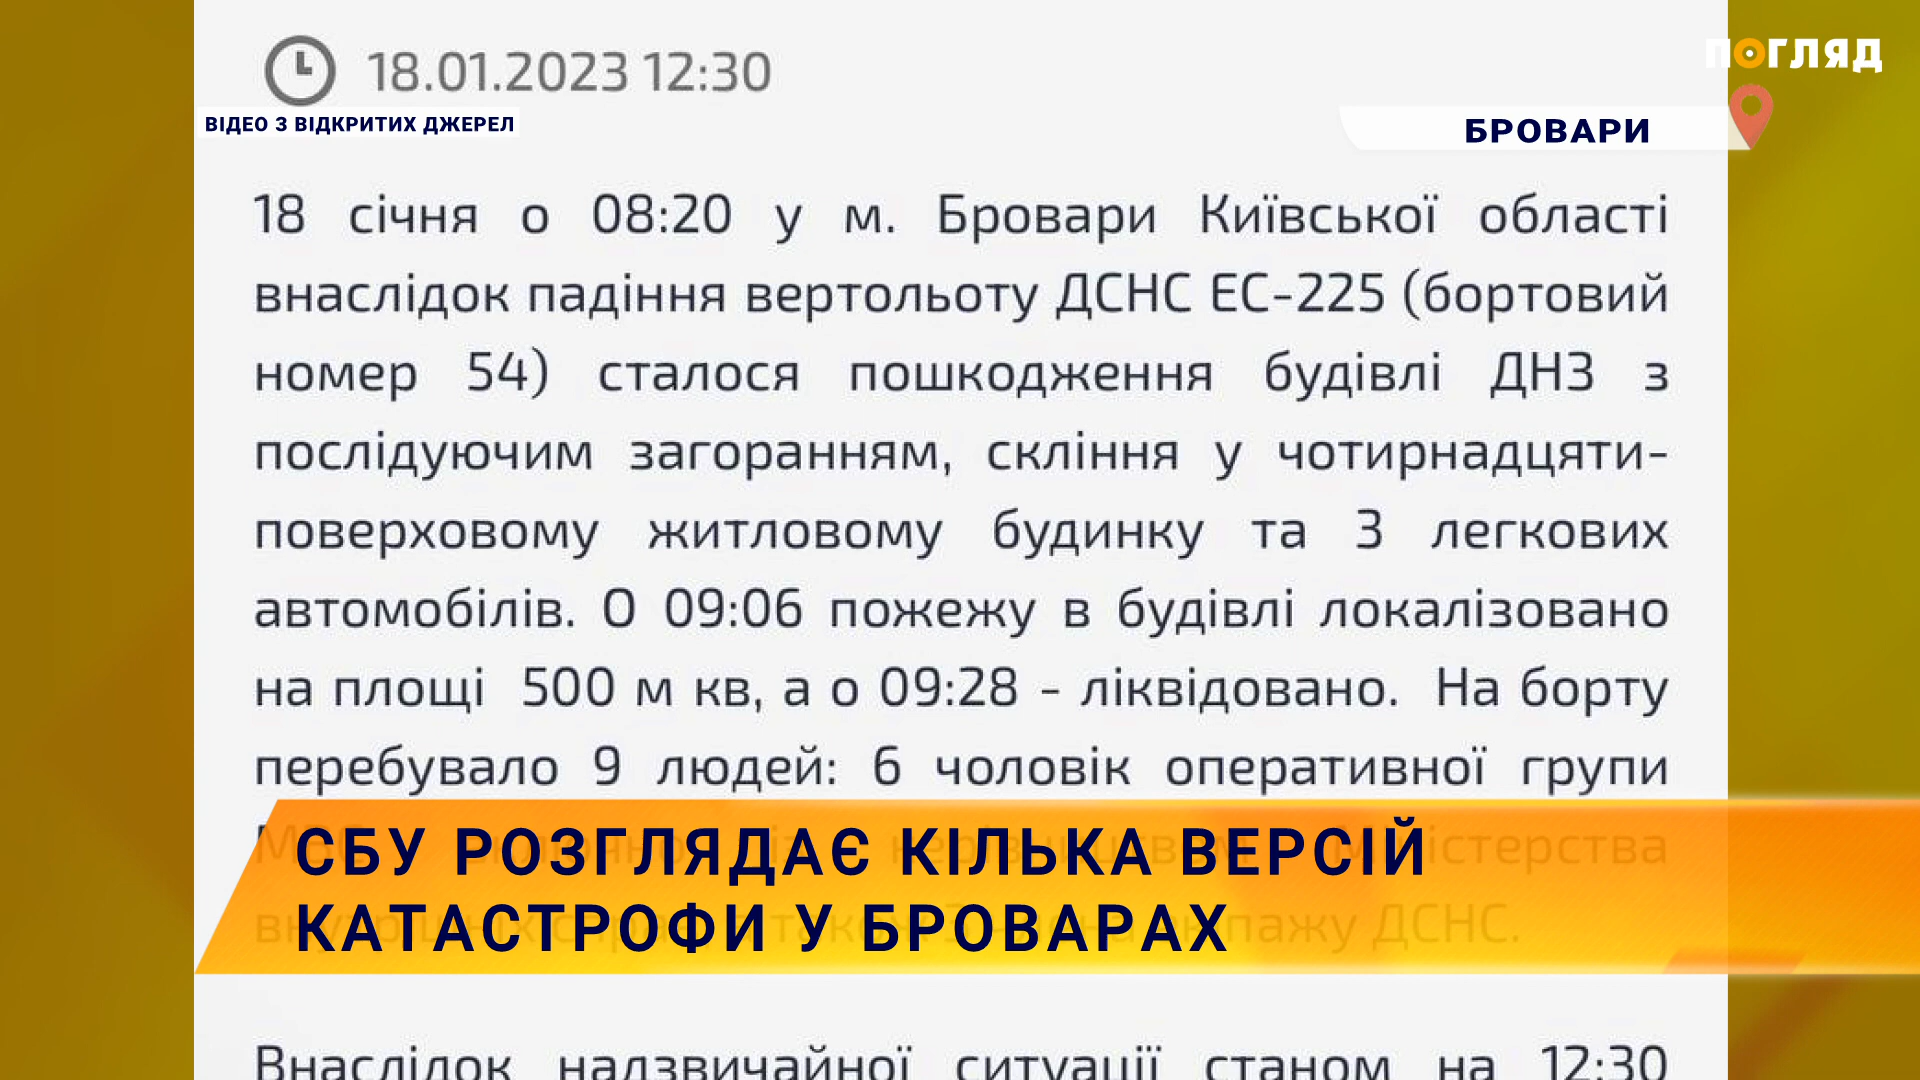 18.01.2023 12:30
ПОГЛЯД
ВІДЕО З ВІДКРИТИХ ДЖЕРЕЛ
БРОВАРИ
18 січня о 08:20 у м. Бровари Київської області
внаслідок падіння вертольоту ДСНС ЕС-225 (бортовий
номер 54) сталося пошкодження будівлі ДНЗ з
послідуючим загоранням, скління у чотирнадцяти-
поверховому житловому будинку та 3 легкових
автомобілів. О 09:06 пожежу в будівлі локалізовано
на площі 500 м кв, а о 09:28 - ліквідовано. На борту
перебувало 9 людей: 6 чоловік оперативної групи
Міністерства
ДСНС.
СБУ РОЗГЛЯДАЄ КІЛЬКА ВЕРСІЙ
КАТАСТРОФИ У БРОВАРАХ
Внаслідок надзвичайної ситуації станом на 12:30